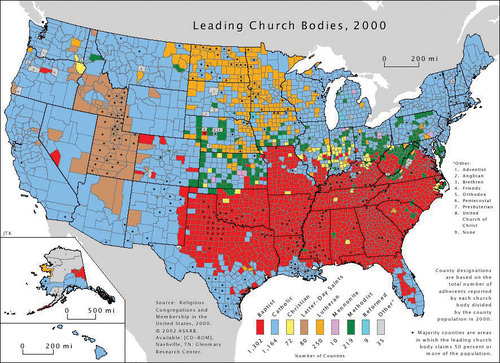 Leading Church Bodies, 2000
0 200 mi
"Other:
1. Adventist
2. Anglican
3. Brethren
4. Friends
5. Orthodox
6. Pentecostal
7. Presbyterian
8. United
Church of
Christ
9. None
JT6
0 500 mi
0 200 mi
Source: Religious
Congregations and
Membership in the
United States, 2000.
© 2002 ASARB.
Available: [CD-ROM].
Nashville, TN: Glenmary
Research Center.
Baptist
Catholic
Christian
Latter-Day Saints
Lutheran
Mennonite
Methodist
Reformed
Other*
1,302
1,164
72
80
230
10
219
9
35
Number of Counties
County designations
are based on the
total number of
adherents reported
by each church
body divided
by the county
population in 2000.
• Majority counties are areas
in which the leading church
body claims 50 percent or
more of the population.